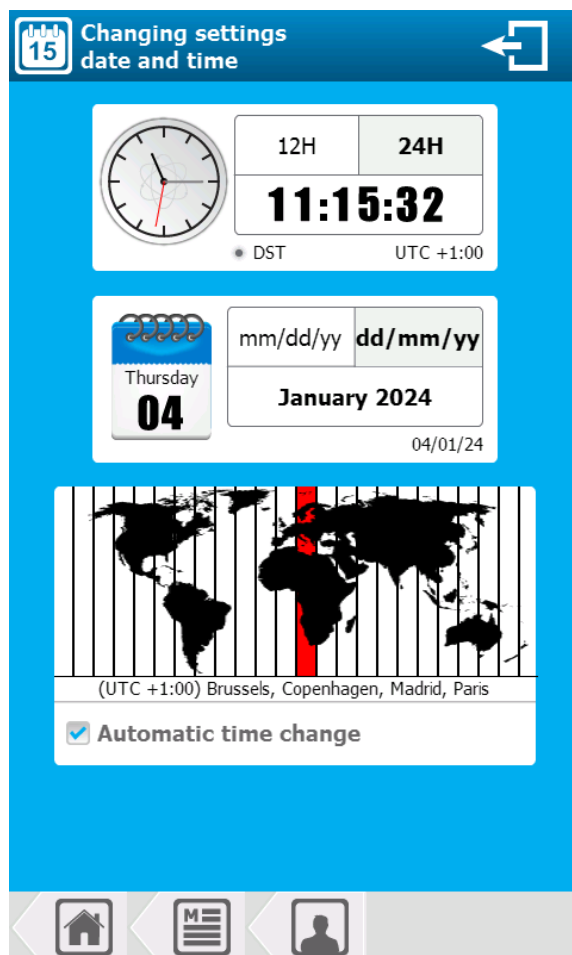 15
Changing settings
date and time
12H
24H
11:15:32
DST
UTC +1:00
mm/dd/yy
dd/mm/yy
Thursday
04
January 2024
04/01/24
(UTC +1:00) Brussels, Copenhagen, Madrid, Paris
Automatic time change
M